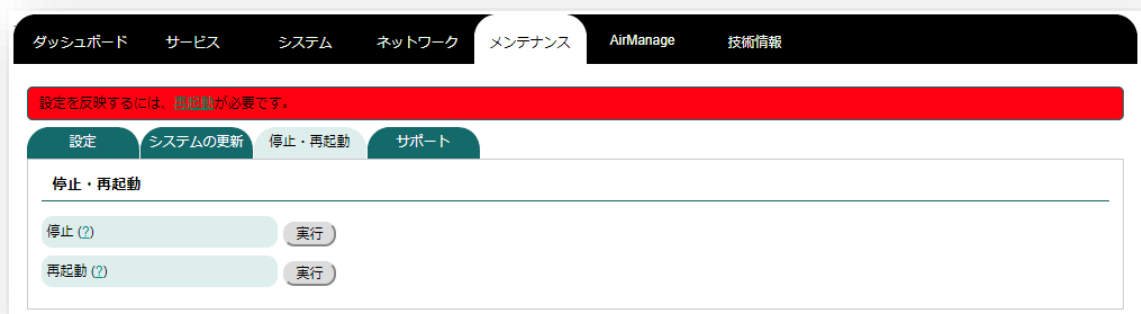 ダッシュボード サービス システム ネットワーク メンテナンス AirManage 技術情報
設定を反映するには、再起動が必要です。
設定 システムの更新 停止・再起動 サポート
停止・再起動
停止 (?) 実行
再起動 (?) 実行